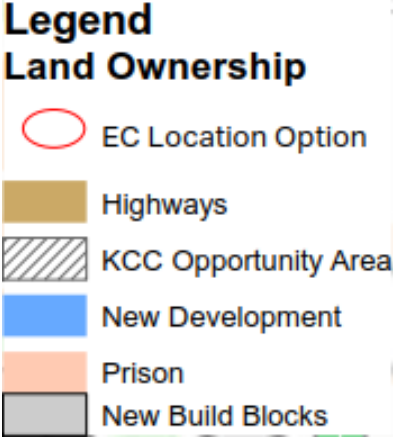 Legend
Land Ownership
EC Location Option
Highways
KCC Opportunity Area
New Development
Prison
New Build Blocks